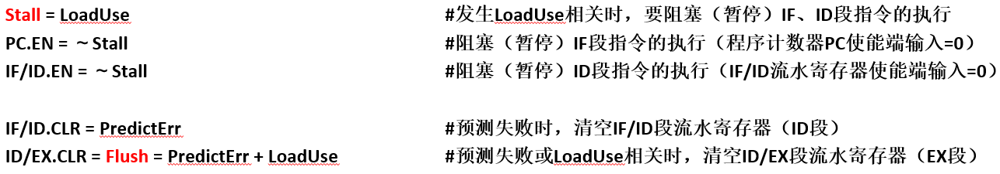 Stall = LoadUse #发生LoadUse相关时，要阻塞（暂停）IF、ID段指令的执行
PC.EN = ~ Stall #阻塞（暂停）IF段指令的执行（程序计数器PC使能端输入=0）
IF/ID.EN = ~ Stall #阻塞（暂停）ID段指令的执行（IF/ID流水寄存器使能端输入=0）
IF/ID.CLR = PredictErr #预测失败时，清空IF/ID段流水寄存器（ID段）
ID/EX.CLR = Flush = PredictErr + LoadUse #预测失败或LoadUse相关时，清空ID/EX段流水寄存器（EX段）